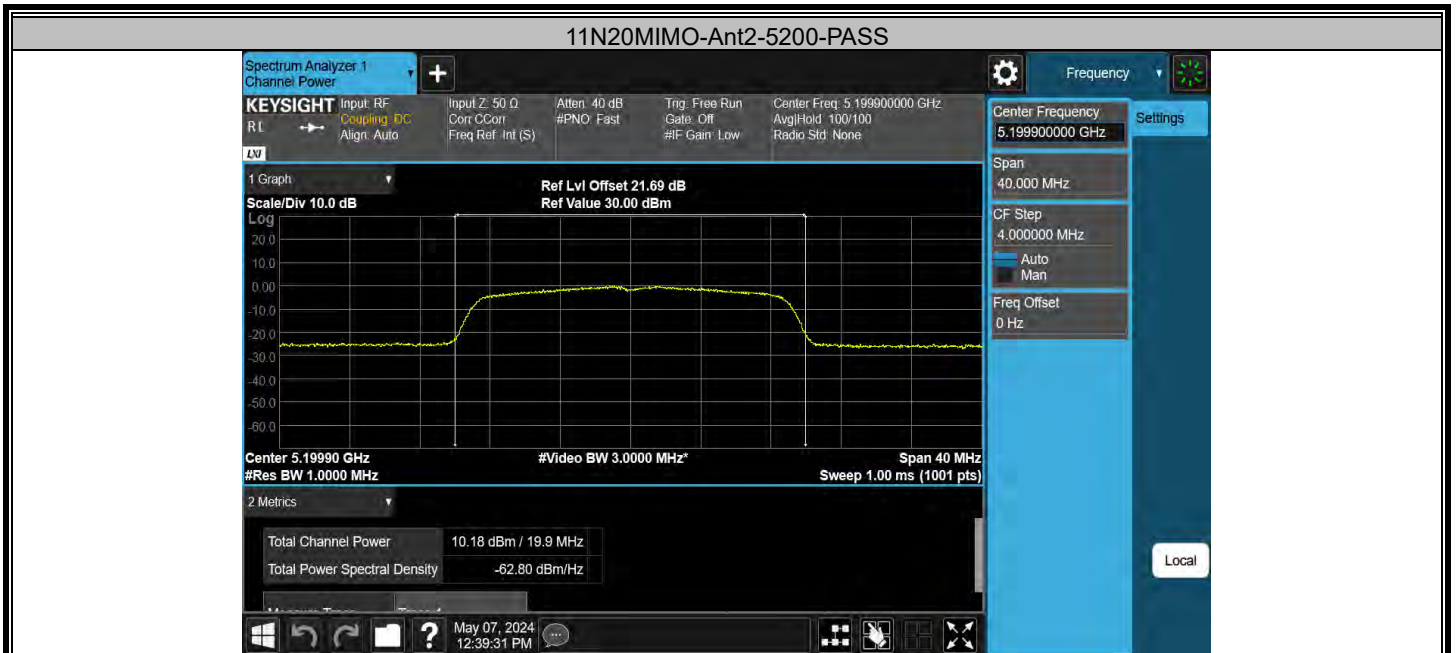 11N20MIMO-Ant2-5200-PASS
Spectrum Analyzer 1
Channel Power
+
Frequency
KEYSIGHT
RL
LXI
Input: RF
Coupling: DC
Align: Auto
Input Z: 50 Ω
Corr CCorr
Freq Ref: Int (S)
Atten: 40 dB
#PNO: Fast
Trig: Free Run
Gate: Off
#IF Gain: Low
Center Freq: 5.199900000 GHz
Avg|Hold: 100/100
Radio Std: None
Center Frequency
5.199900000 GHz
Settings
Span
40.000 MHz
CF Step
4.000000 MHz
Auto
Man
Freq Offset
0 Hz
1 Graph
Scale/Div 10.0 dB
Ref Lvl Offset 21.69 dB
Ref Value 30.00 dBm
Log
20.0
10.0
0.00
-10.0
-20.0
-30.0
-40.0
-50.0
-60.0
Center 5.19990 GHz
#Video BW 3.0000 MHz*
Span 40 MHz
#Res BW 1.0000 MHz
Sweep 1.00 ms (1001 pts)
2 Metrics
Total Channel Power 10.18 dBm / 19.9 MHz
Total Power Spectral Density -62.80 dBm/Hz
Local
?
May 07, 2024
12:39:31 PM